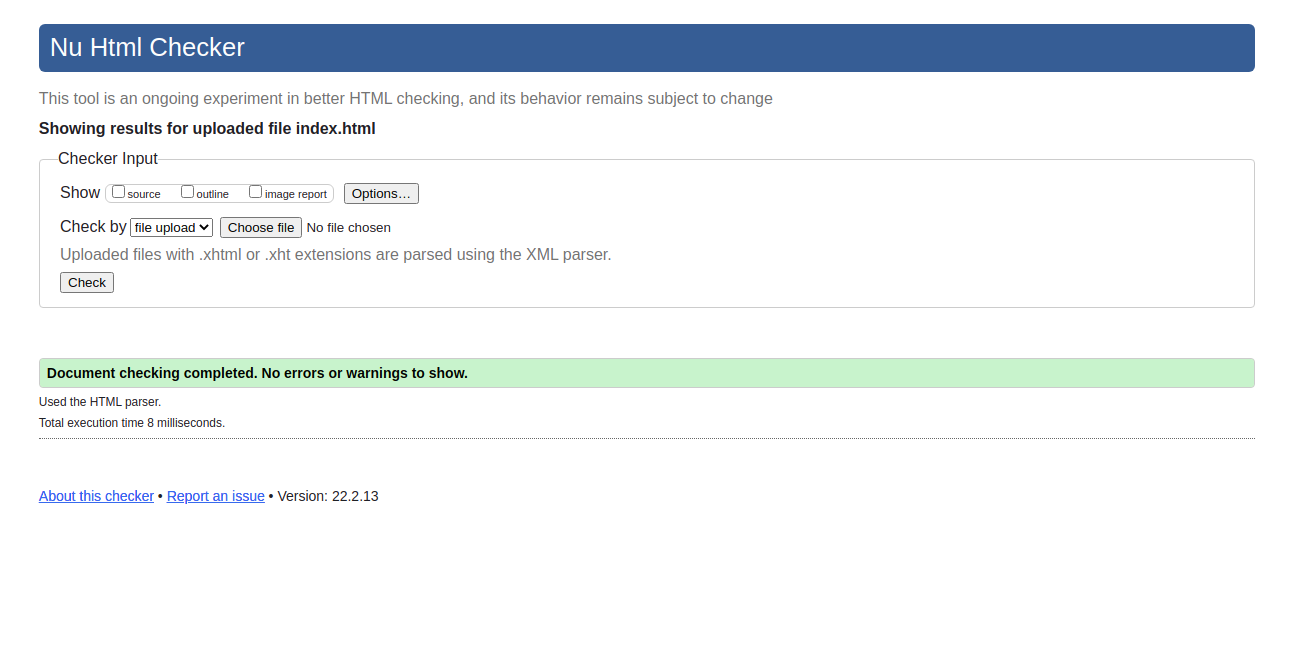 Nu Html Checker
This tool is an ongoing experiment in better HTML checking, and its behavior remains subject to change
Showing results for uploaded file index.html
Checker Input
Show source outline image report Options…
Check by file upload Choose file No file chosen
Uploaded files with .xhtml or .xht extensions are parsed using the XML parser.
Check
Document checking completed. No errors or warnings to show.
Used the HTML parser.
Total execution time 8 milliseconds.
About this checker • Report an issue • Version: 22.2.13